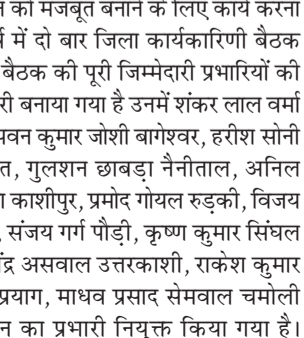 को मजबूत बनाने के लिए कार्य करना
में दो बार जिला कार्यकारिणी बैठक
बैठक की पूरी जिम्मेदारी प्रभारियों की
री बनाया गया है उनमें शंकर लाल वर्मा
पवन कुमार जोशी बागेश्वर, हरीश सोनी
त, गुलशन छाबड़ा नैनीताल, अनिल
काशीपुर, प्रमोद गोयल रुड़की, विजय
, संजय गर्ग पौड़ी, कृष्ण कुमार सिंघल
द्र असवाल उत्तरकाशी, राकेश कुमार
प्रयाग, माधव प्रसाद सेमवाल चमोली
न का प्रभारी नियुक्त किया गया है।